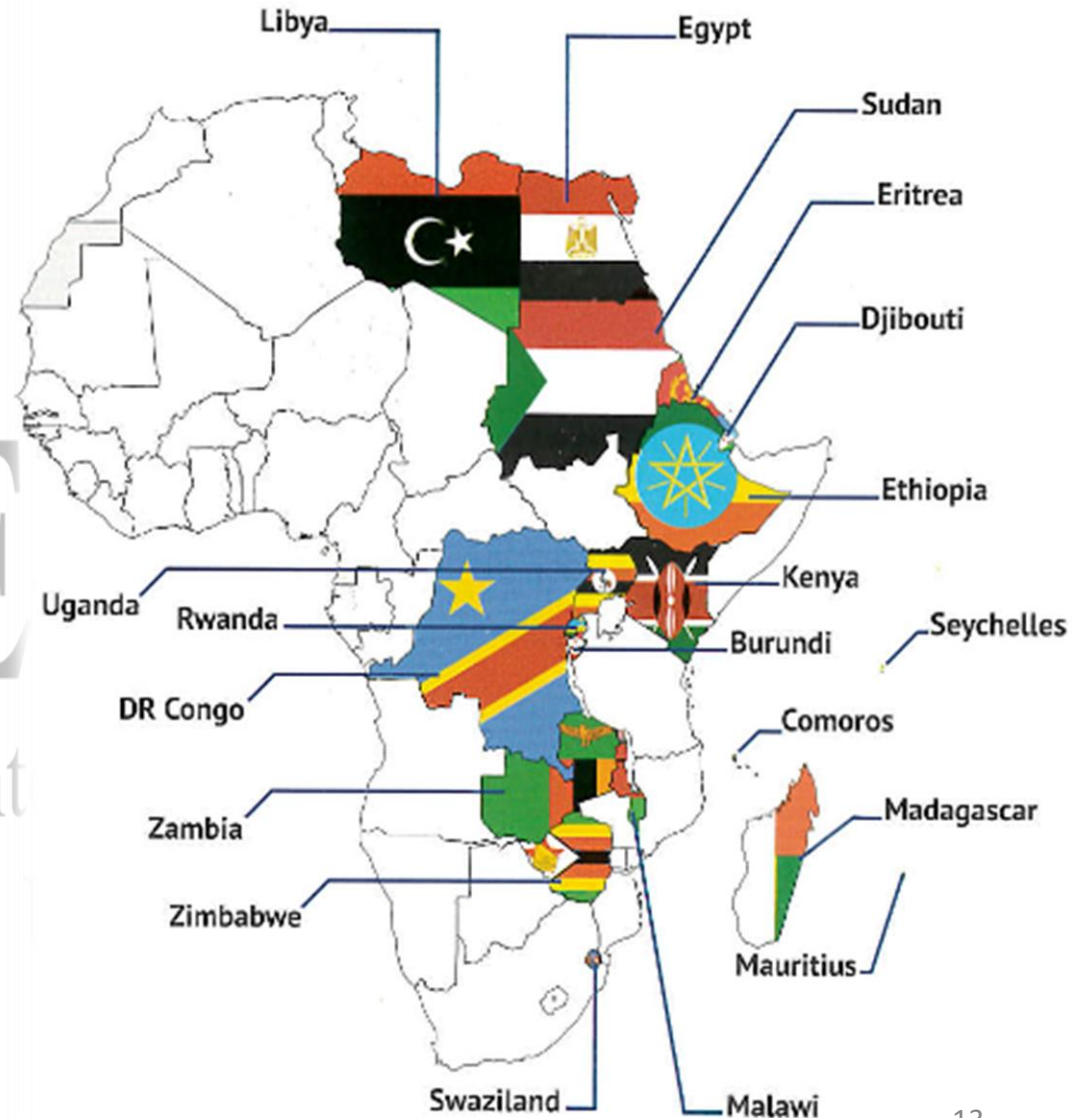 Libya
Egypt
Sudan
Eritrea
Djibouti
Ethiopia
Kenya
Uganda
Rwanda
Seychelles
Burundi
DR Congo
Comoros
Madagascar
Zambia
Zimbabwe
Mauritius
Swaziland
Malawi